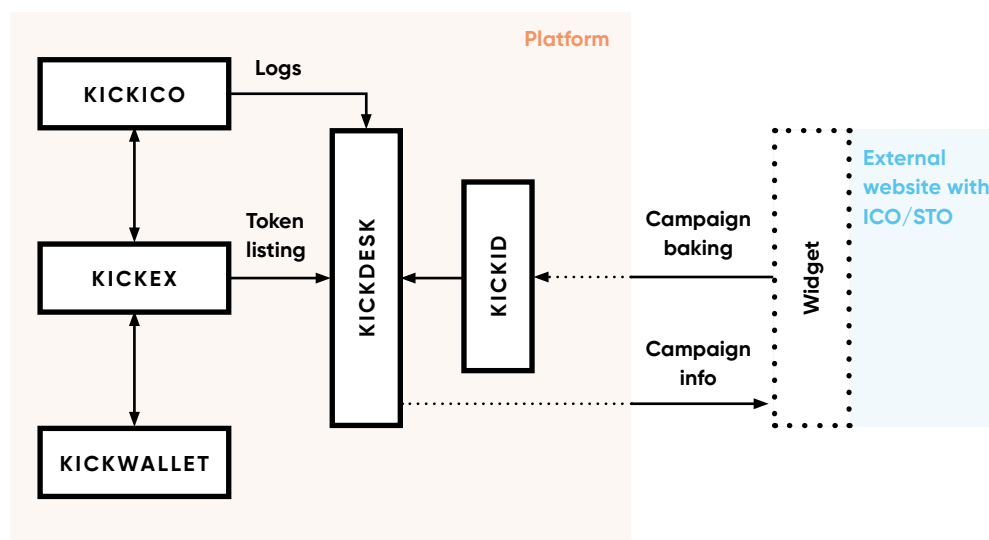 Platform
Logs
KICKICO
Token
listing
KICKEX
KICKWALLET
KICKDESK
KICKID
Campaign
baking
Campaign
info
Widget
External
website with
ICO/STO